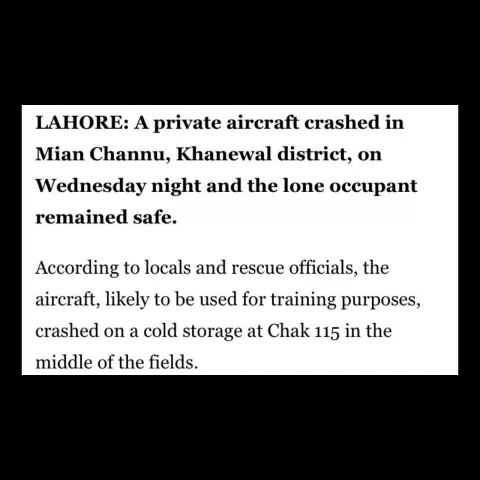 LAHORE: A private aircraft crashed in
Mian Channu, Khanewal district, on
Wednesday night and the lone occupant
remained safe.
According to locals and rescue officials, the
aircraft, likely to be used for training purposes,
crashed on a cold storage at Chak 115 in the
middle of the fields.